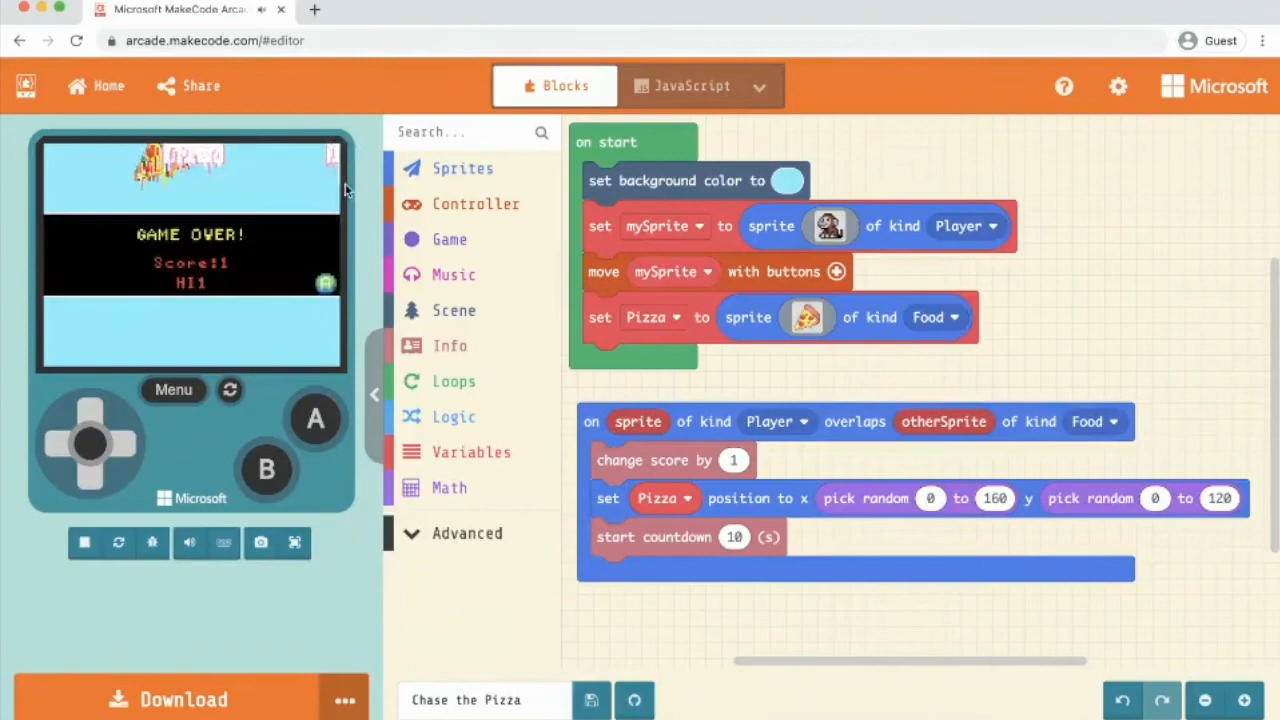 Microsoft MakeCode Arca
arcade.makecode.com/#editor
Guest
Home
Share
Blocks
JavaScript
Microsoft
GAME OVER!
Score:1
HI1
Menu
A
B
Microsoft
Download
Search...
Sprites
Controller
Game
Music
Scene
Info
Loops
Logic
Variables
Math
Advanced
on start
set background color to
set mySprite to sprite of kind Player
move mySprite with buttons
set Pizza to sprite of kind Food
on sprite of kind Player overlaps otherSprite of kind Food
change score by 1
set Pizza position to x pick random 0 to 160 y pick random 0 to 120
start countdown 10 (s)
Chase the Pizza